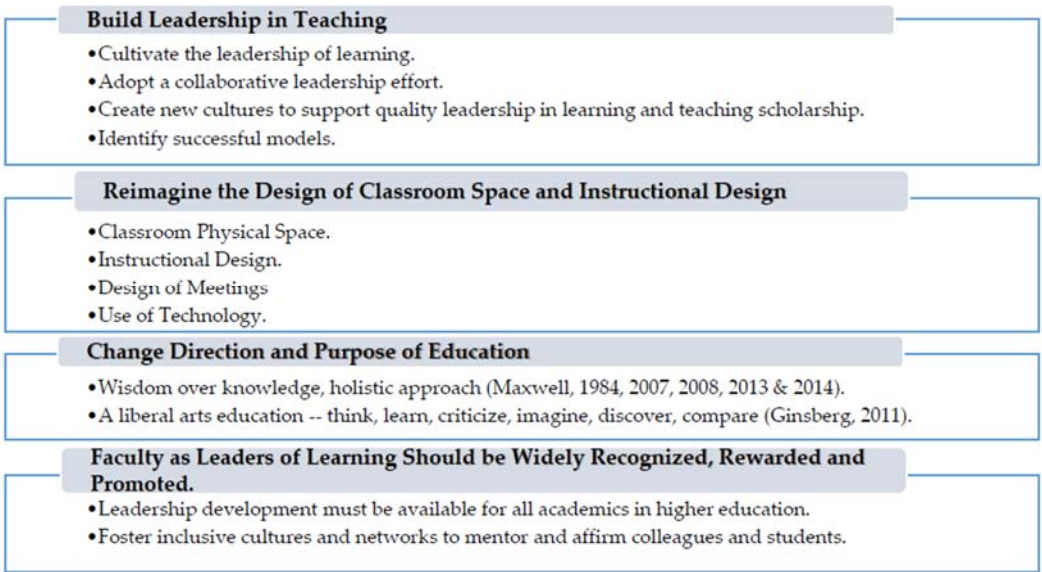 Build Leadership in Teaching
•Cultivate the leadership of learning.
•Adopt a collaborative leadership effort.
•Create new cultures to support quality leadership in learning and teaching scholarship.
•Identify successful models.
Reimagine the Design of Classroom Space and Instructional Design
•Classroom Physical Space.
•Instructional Design.
•Design of Meetings
•Use of Technology.
Change Direction and Purpose of Education
•Wisdom over knowledge, holistic approach (Maxwell, 1984, 2007, 2008, 2013 & 2014).
•A liberal arts education -- think, learn, criticize, imagine, discover, compare (Ginsberg, 2011).
Faculty as Leaders of Learning Should be Widely Recognized, Rewarded and
Promoted.
•Leadership development must be available for all academics in higher education.
•Foster inclusive cultures and networks to mentor and affirm colleagues and students.